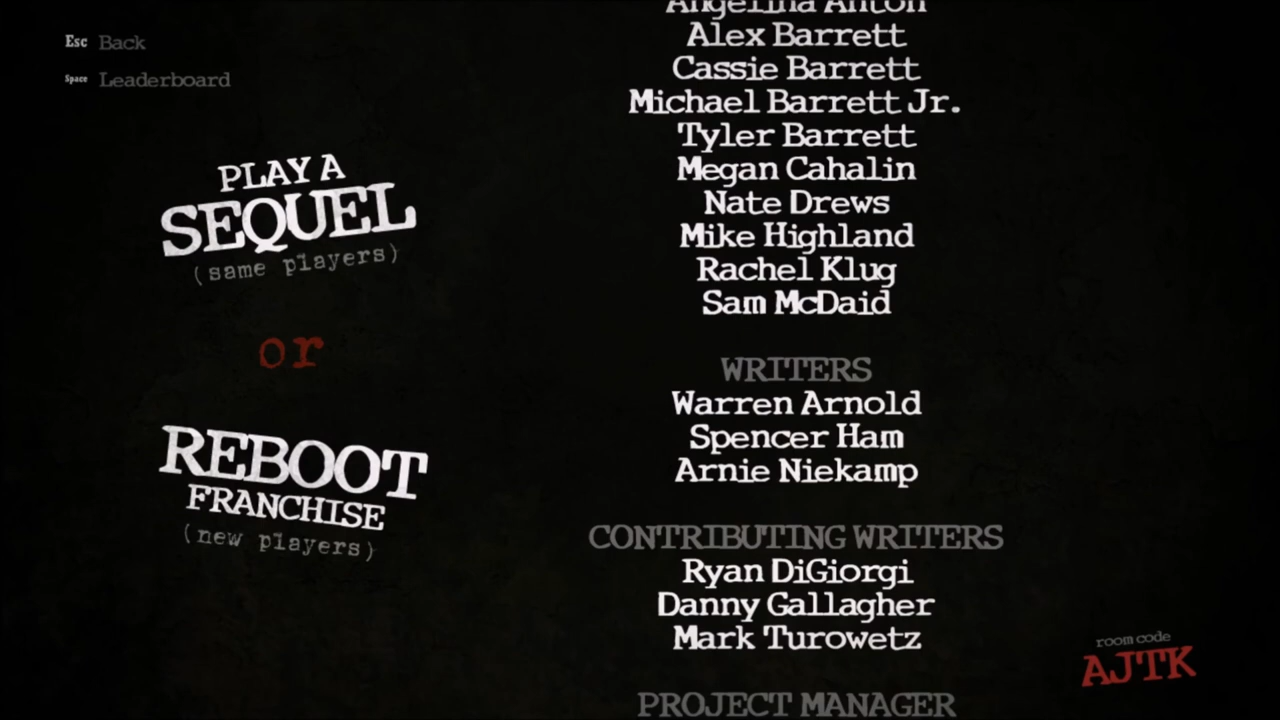 Esc Back
Space Leaderboard
PLAY A
SEQUEL
(same players)
or
REBOOT
FRANCHISE
(new players)
Angelina Anton
Alex Barrett
Cassie Barrett
Michael Barrett Jr.
Tyler Barrett
Megan Cahalin
Nate Drews
Mike Highland
Rachel Klug
Sam McDaid
WRITERS
Warren Arnold
Spencer Ham
Arnie Niekamp
CONTRIBUTING WRITERS
Ryan DiGiorgi
Danny Gallagher
Mark Turowetz
PROJECT MANAGER
room code
AJTK